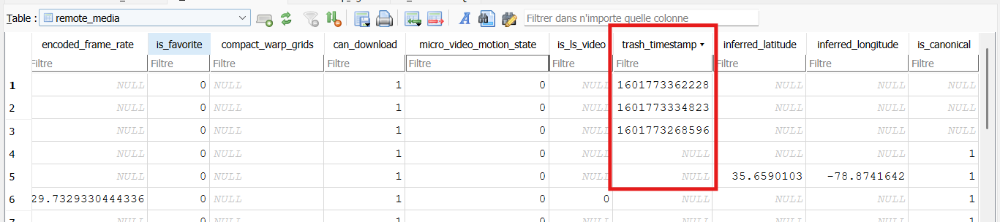 Table : remote_media Filtrer dans n'importe quelle colonne
encoded_frame_rate is_favorite compact_warp_grids can_download micro_video_motion_state is_ls_video trash_timestamp inferred_latitude inferred_longitude is_canonical
Filtre Filtre Filtre Filtre Filtre Filtre Filtre Filtre Filtre Filtre
1 NULL 0 NULL 1 0 NULL 1601773362228 NULL NULL NULL
2 NULL 0 NULL 1 0 NULL 1601773334823 NULL NULL NULL
3 NULL 0 NULL 1 0 NULL 1601773268596 NULL NULL NULL
4 NULL 0 NULL 1 0 NULL NULL NULL NULL 1
5 NULL 0 NULL 1 0 NULL NULL 35.6590103 -78.8741642 1
6 29.7329330444336 0 NULL 1 0 0 NULL NULL NULL 1